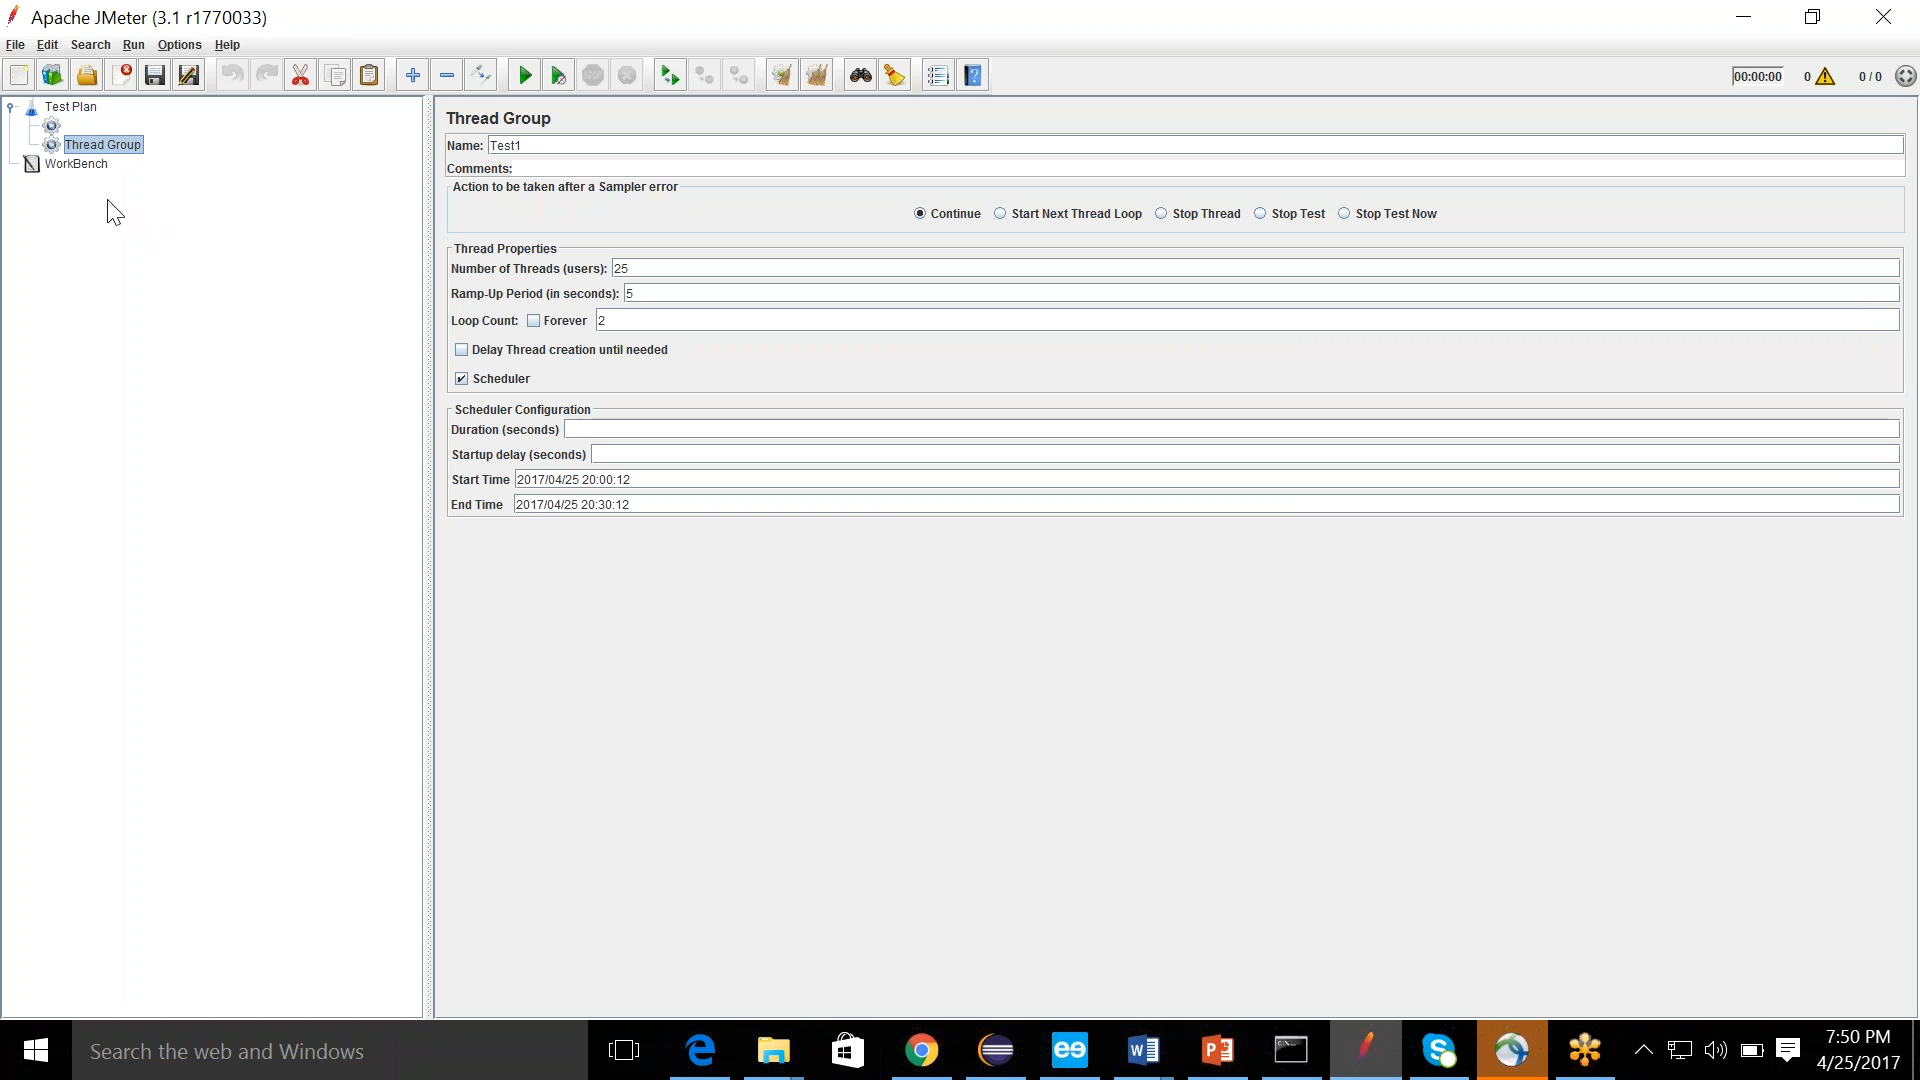 Apache JMeter (3.1 r1770033)
File Edit Search Run Options Help
00:00:00 0 0 / 0
Test Plan
Thread Group
WorkBench
Thread Group
Name: Test1
Comments:
Action to be taken after a Sampler error
Continue Start Next Thread Loop Stop Thread Stop Test Stop Test Now
Thread Properties
Number of Threads (users): 25
Ramp-Up Period (in seconds): 5
Loop Count: Forever 2
Delay Thread creation until needed
Scheduler
Scheduler Configuration
Duration (seconds)
Startup delay (seconds)
Start Time 2017/04/25 20:00:12
End Time 2017/04/25 20:30:12
Search the web and Windows
7:50 PM
4/25/2017